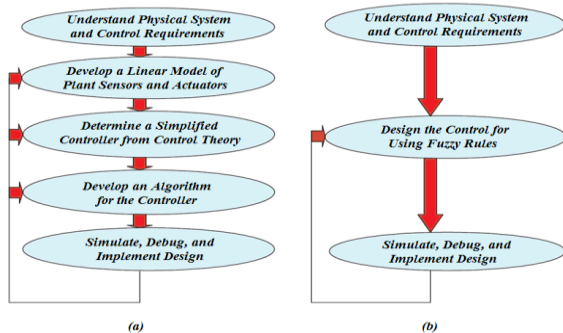 Understand Physical System
and Control Requirements
Develop a Linear Model of
Plant Sensors and Actuators
Determine a Simplified
Controller from Control Theory
Develop an Algorithm
for the Controller
Simulate, Debug, and
Implement Design
(a)
Understand Physical System
and Control Requirements
Design the Control for
Using Fuzzy Rules
Simulate, Debug, and
Implement Design
(b)